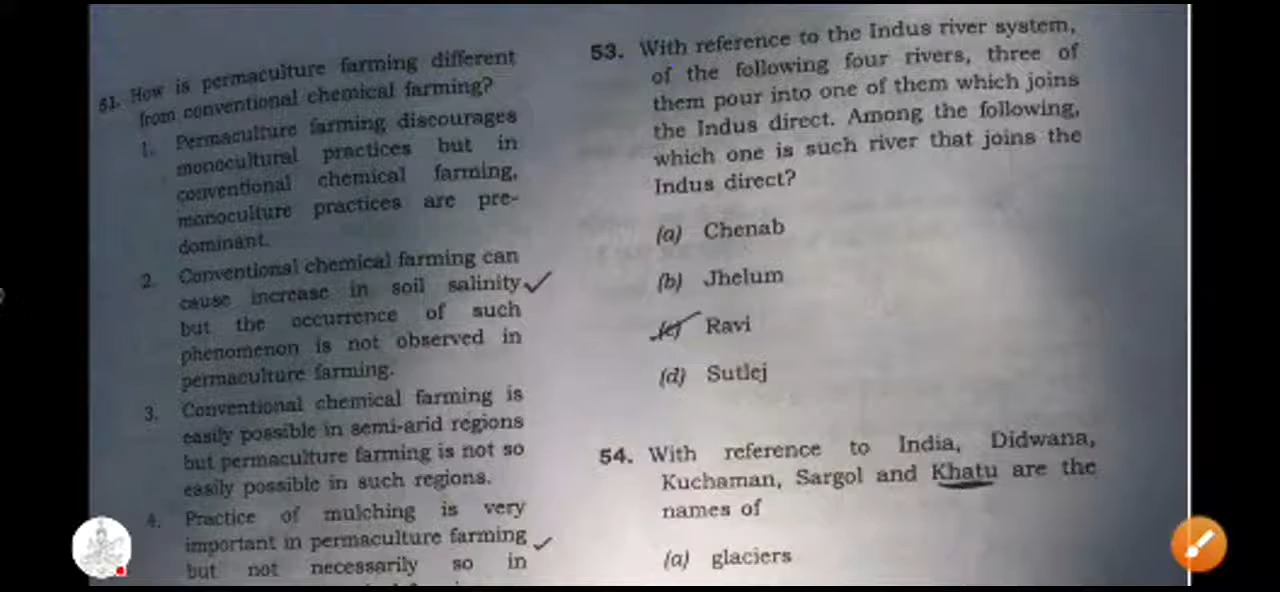 51. How is permaculture farming different
from conventional chemical farming?
1. Permaculture farming discourages
monocultural practices but in
conventional chemical farming,
monoculture practices are pre-
dominant.
2. Conventional chemical farming can
cause increase in soil salinity
but the occurrence of such
phenomenon is not observed in
permaculture farming.
3. Conventional chemical farming is
easily possible in semi-arid regions
but permaculture farming is not so
easily possible in such regions.
4. Practice of mulching is very
important in permaculture farming
but not necessarily so in
53. With reference to the Indus river system,
of the following four rivers, three of
them pour into one of them which joins
the Indus direct. Among the following,
which one is such river that joins the
Indus direct?
(a) Chenab
(b) Jhelum
(c) Ravi
(d) Sutlej
54. With reference to India, Didwana,
Kuchaman, Sargol and Khatu are the
names of
(a) glaciers